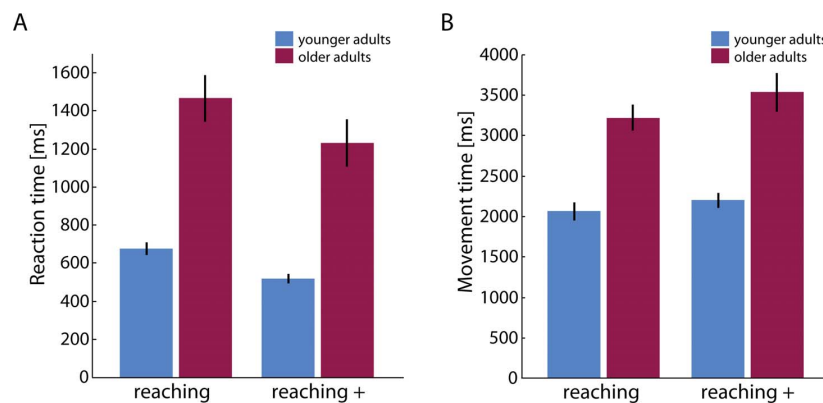 A
younger adults
older adults
Reaction time [ms]
1600
1400
1200
1000
800
600
400
200
0
reaching
reaching +
B
younger adults
older adults
Movement time [ms]
4000
3500
3000
2500
2000
1500
1000
500
0
reaching
reaching +